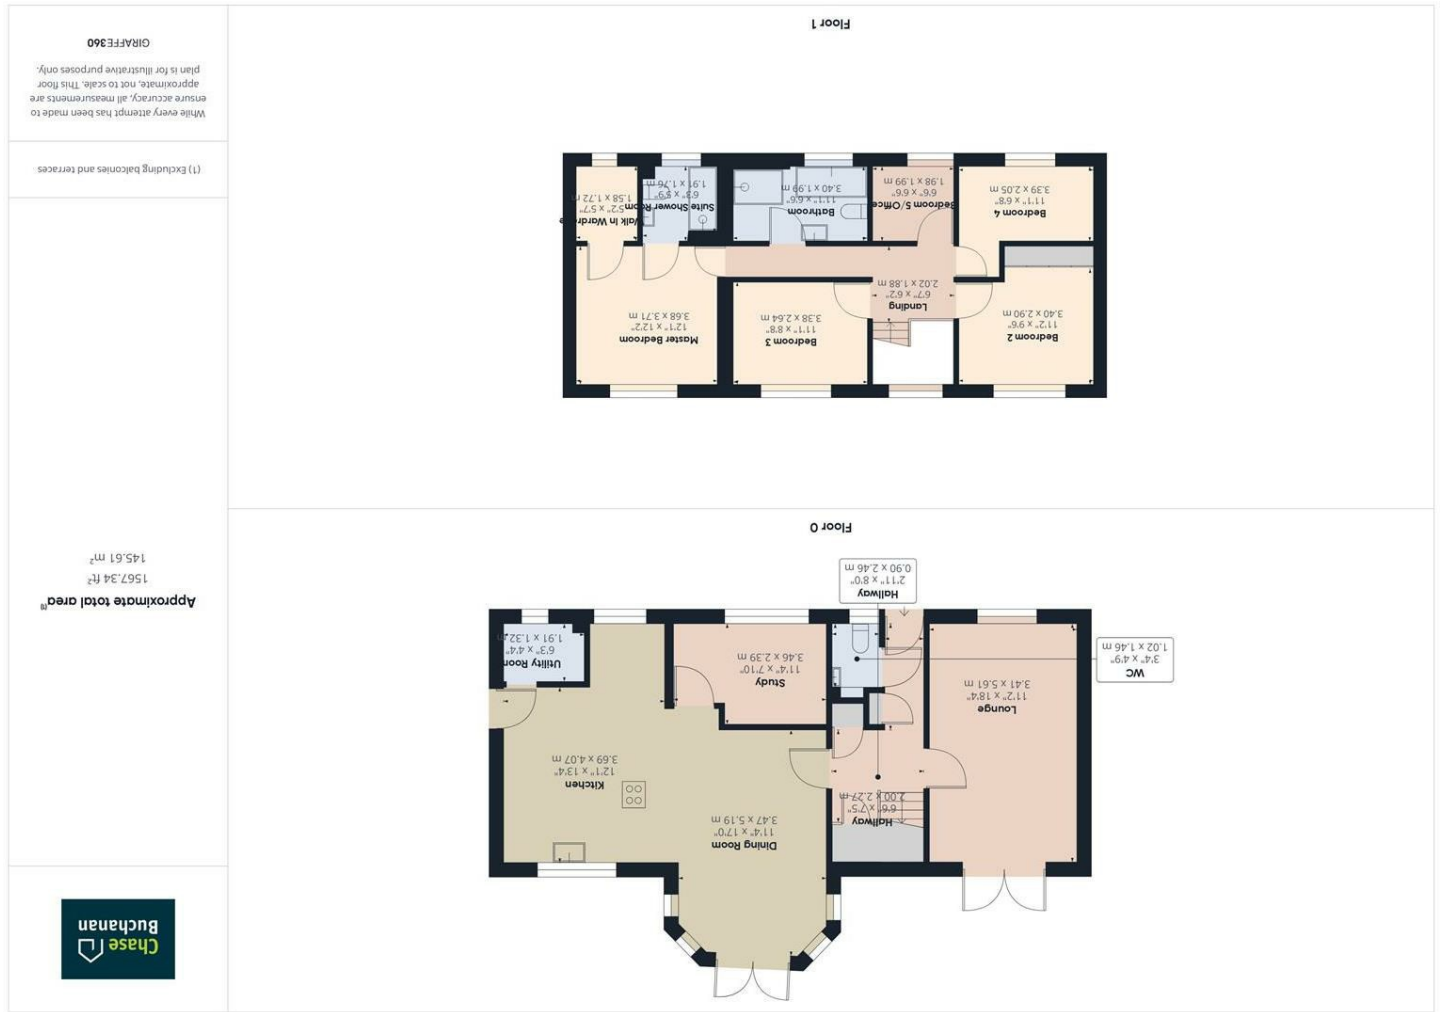 Chase
Buchanan
Dining Room
11'4" x 17'0"
3.47 x 5.19 m
Hallway
6'6" x 7'5"
2.00 x 2.27 m
Kitchen
12'1" x 13'4"
3.69 x 4.07 m
Lounge
11'2" x 18'4"
3.41 x 5.61 m
Study
11'4" x 7'10"
3.46 x 2.39 m
Utility Room
6'3" x 4'4"
1.91 x 1.32 m
WC
3'4" x 4'9"
1.02 x 1.46 m
Hallway
2'11" x 8'0"
0.90 x 2.46 m
Floor 0
Approximate total area(1)
1567.34 ft²
145.61 m²
Bedroom 2
11'2" x 9'6"
3.40 x 2.90 m
Bedroom 3
11'1" x 8'8"
3.38 x 2.64 m
Master Bedroom
12'1" x 12'2"
3.68 x 3.71 m
Landing
6'7" x 6'2"
2.02 x 1.88 m
Bedroom 4
11'1" x 6'8"
3.39 x 2.05 m
Bedroom 5/Office
6'6" x 6'6"
1.98 x 1.99 m
Bathroom
11'1" x 6'6"
3.40 x 1.99 m
Suite Shower Room
6'3" x 5'9"
1.91 x 1.76 m
Walk In Wardrobe
5'2" x 5'7"
1.58 x 1.72 m
Floor 1
(1) Excluding balconies and terraces
While every attempt has been made to
ensure accuracy, all measurements are
approximate, not to scale. This floor
plan is for illustrative purposes only.
GIRAFFE360